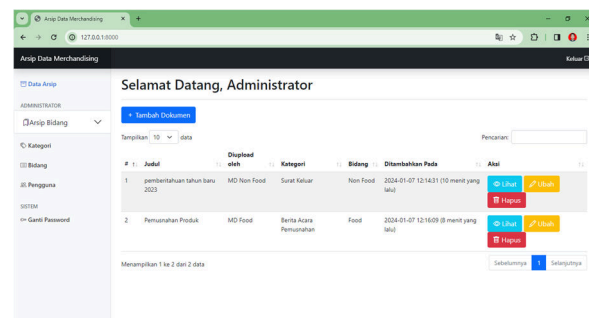 Arsip Data Merchandising
127.0.0.1:8000
Arsip Data Merchandising
Keluar
Data Arsip
ADMINISTRATOR
Arsip Bidang
Kategori
Bidang
Pengguna
SISTEM
Ganti Password
Selamat Datang, Administrator
+ Tambah Dokumen
Tampilkan 10 data
Pencarian:
# Judul Diupload oleh Kategori Bidang Ditambahkan Pada Aksi
1 pemberitahuan tahun baru 2023 MD Non Food Surat Keluar Non Food 2024-01-07 12:14:31 (10 menit yang lalu) Lihat Ubah Hapus
2 Pemusnahan Produk MD Food Berita Acara Pemusnahan Food 2024-01-07 12:16:09 (8 menit yang lalu) Lihat Ubah Hapus
Menampilkan 1 ke 2 dari 2 data
Sebelumnya 1 Selanjutnya